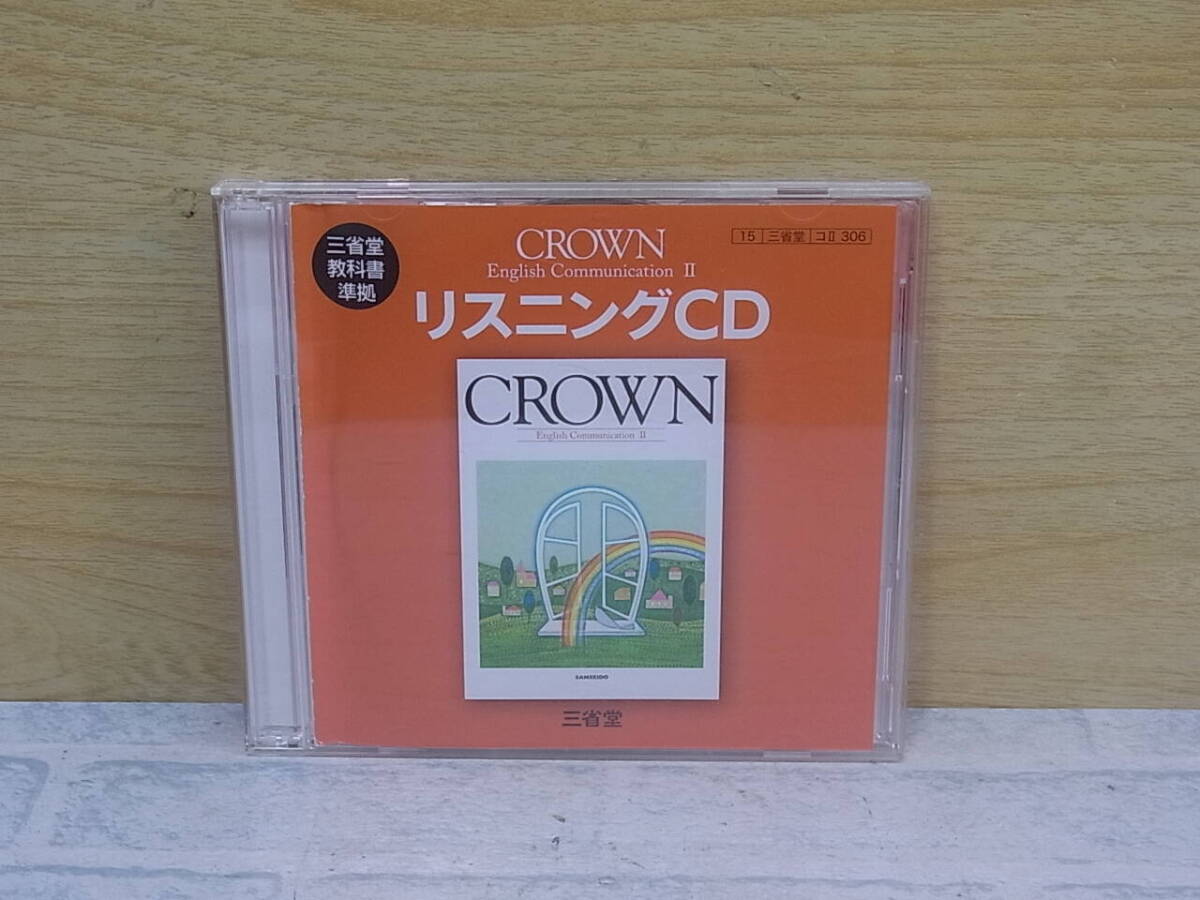 三省堂
教科書
準拠
CROWN
English Communication II
15 三省堂 コII 306
リスニングCD
CROWN
English Communication II
SANSEIDO
三省堂